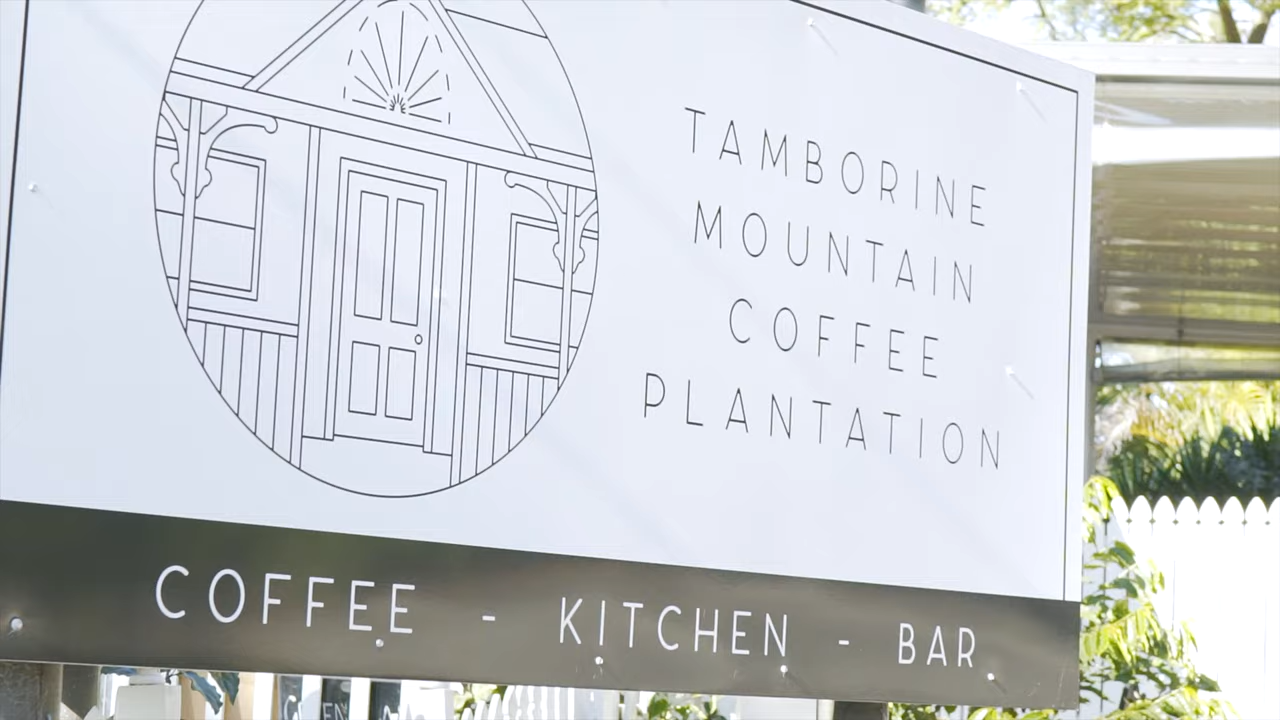 TAMBORINE
MOUNTAIN
COFFEE
PLANTATION
COFFEE - KITCHEN - BAR